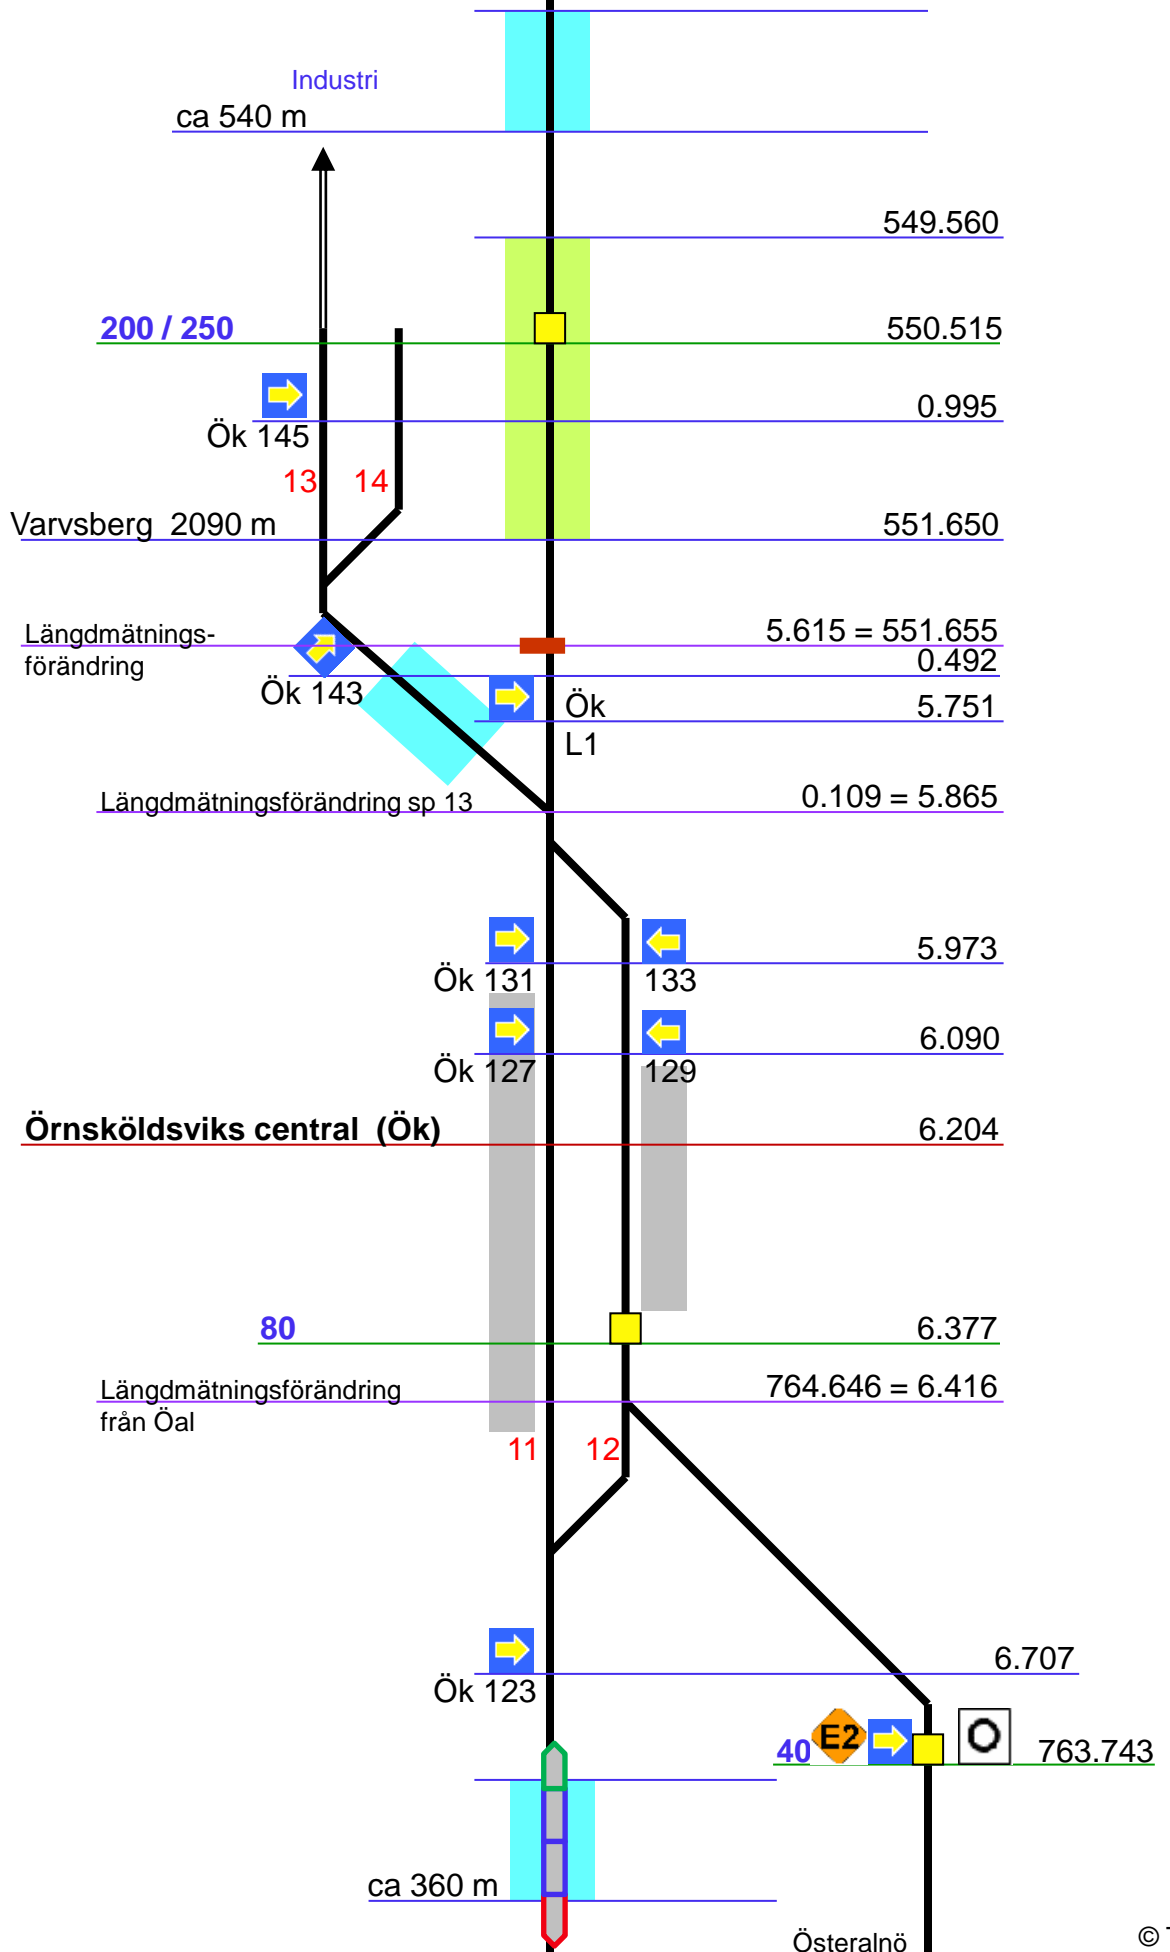 Industri
ca 540 m
549.560
200 / 250
550.515
0.995
Ök 145
13 14
Varvsberg 2090 m
551.650
Längdmätnings-
förändring
5.615 = 551.655
0.492
Ök 143
Ök
L1
5.751
Längdmätningsförändring sp 13
0.109 = 5.865
5.973
Ök 131
133
6.090
Ök 127
129
Örnsköldsviks central (Ök)
6.204
80
6.377
Längdmätningsförändring
från Öal
764.646 = 6.416
11 12
6.707
Ök 123
40 E2
763.743
ca 360 m
Österalnö
©